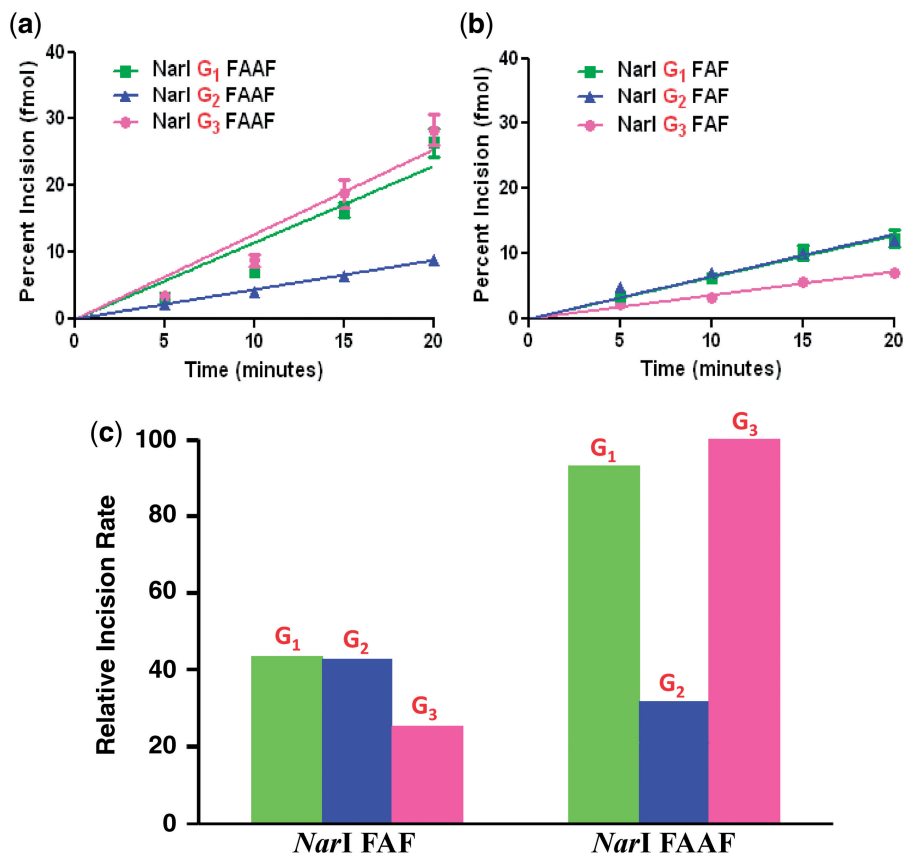 (a)
40
30
20
10
0
Percent Incision (fmol)
NarI G₁ FAAF
NarI G₂ FAAF
NarI G₃ FAAF
0 5 10 15 20
Time (minutes)
(b)
40
30
20
10
0
Percent Incision (fmol)
NarI G₁ FAF
NarI G₂ FAF
NarI G₃ FAF
0 5 10 15 20
Time (minutes)
(c)
100
80
60
40
20
0
Relative Incision Rate
G₁
G₂
G₃
G₁
G₂
G₃
NarI FAF
NarI FAAF